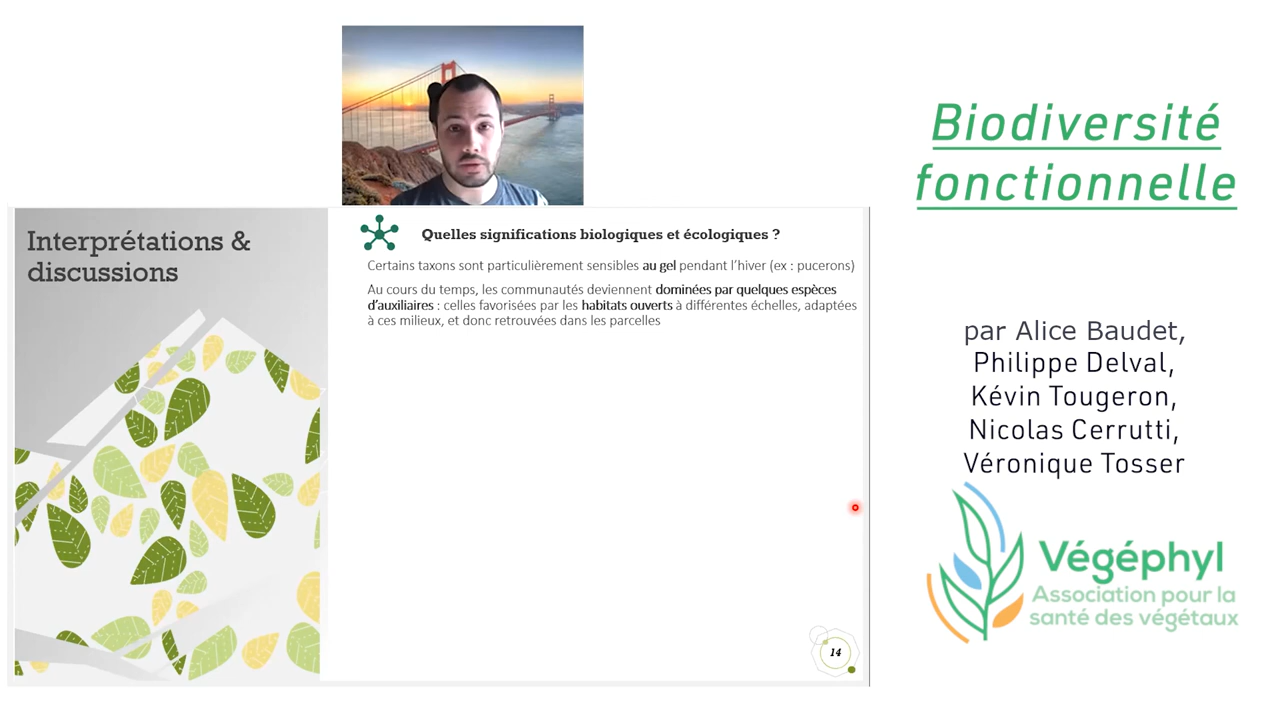 Biodiversité
fonctionnelle
Interprétations &
discussions
Quelles significations biologiques et écologiques ?
Certains taxons sont particulièrement sensibles au gel pendant l'hiver (ex : pucerons)
Au cours du temps, les communautés deviennent dominées par quelques espèces
d'auxiliaires : celles favorisées par les habitats ouverts à différentes échelles, adaptées
à ces milieux, et donc retrouvées dans les parcelles
14
par Alice Baudet,
Philippe Delval,
Kévin Tougeron,
Nicolas Cerrutti,
Véronique Tosser
Végéphyl
Association pour la
santé des végétaux